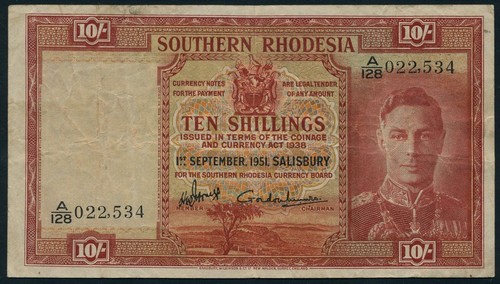 10/- 10/-
SOUTHERN RHODESIA
A/128 022,534
CURRENCY NOTES ARE LEGAL TENDER
FOR THE PAYMENT OF ANY AMOUNT
TEN SHILLINGS
ISSUED IN TERMS OF THE COINAGE
AND CURRENCY ACT 1938
1ST SEPTEMBER, 1951, SALISBURY
FOR THE SOUTHERN RHODESIA CURRENCY BOARD
A/128 022,534
MEMBER CHAIRMAN
10/- 10/-